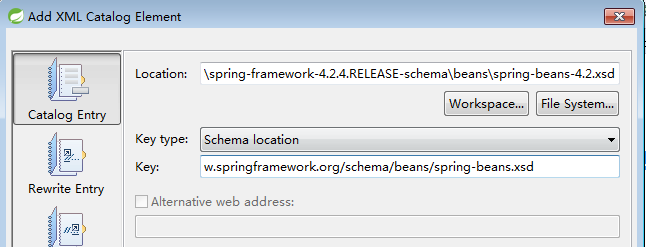 Add XML Catalog Element
Location: \spring-framework-4.2.4.RELEASE-schema\beans\spring-beans-4.2.xsd
Workspace... File System...
Catalog Entry
Key type: Schema location
Key: w.springframework.org/schema/beans/spring-beans.xsd
Rewrite Entry
Alternative web address: